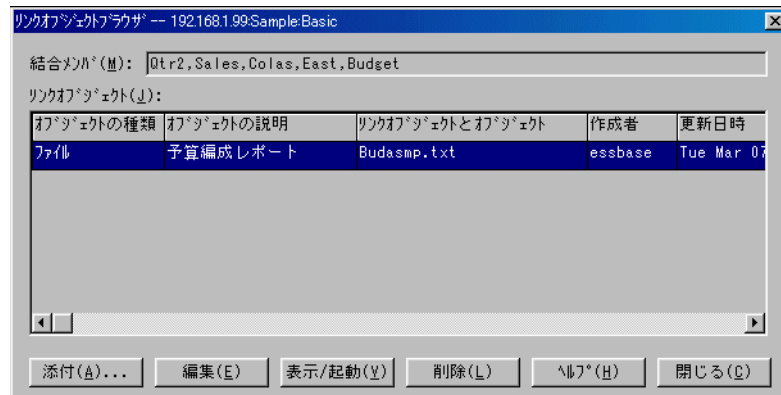 ﾘﾝｸｵﾌﾞｼﾞｪｸﾄﾌﾞﾗｳｻﾞ -- 192.168.1.99:Sample:Basic
結合ﾒﾝﾊﾞ(M): Qtr2,Sales,Colas,East,Budget
ﾘﾝｸｵﾌﾞｼﾞｪｸﾄ(J):
ｵﾌﾞｼﾞｪｸﾄの種類 ｵﾌﾞｼﾞｪｸﾄの説明 ﾘﾝｸｵﾌﾞｼﾞｪｸﾄとｵﾌﾞｼﾞｪｸﾄ 作成者 更新日時
ﾌｧｲﾙ 予算編成レポート Budasmp.txt essbase Tue Mar 07
添付(A)... 編集(E) 表示/起動(V) 削除(L) ﾍﾙﾌﾟ(H) 閉じる(C)